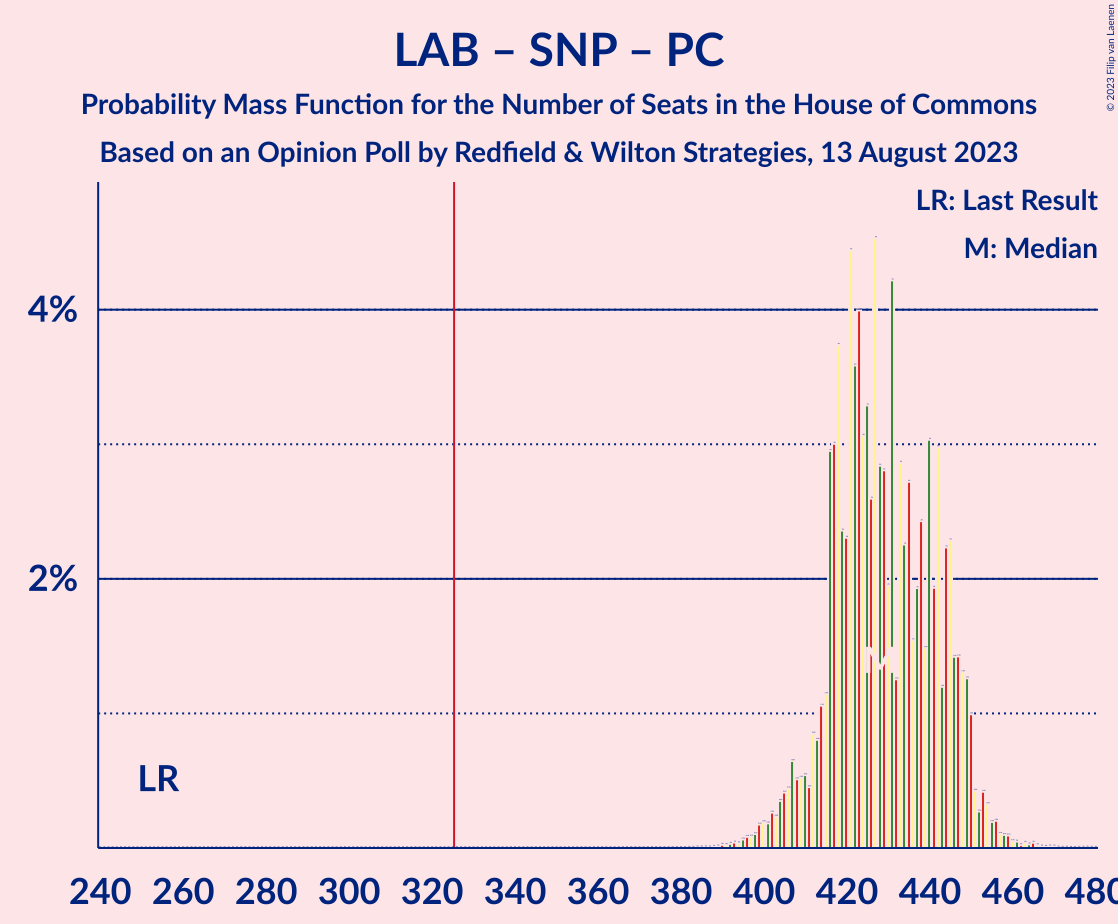 LAB – SNP – PC
Probability Mass Function for the Number of Seats in the House of Commons
Based on an Opinion Poll by Redfield & Wilton Strategies, 13 August 2023
© 2023 Filip van Laenen
LR: Last Result
M: Median
4%
2%
M
LR
240 260 280 300 320 340 360 380 400 420 440 460 480